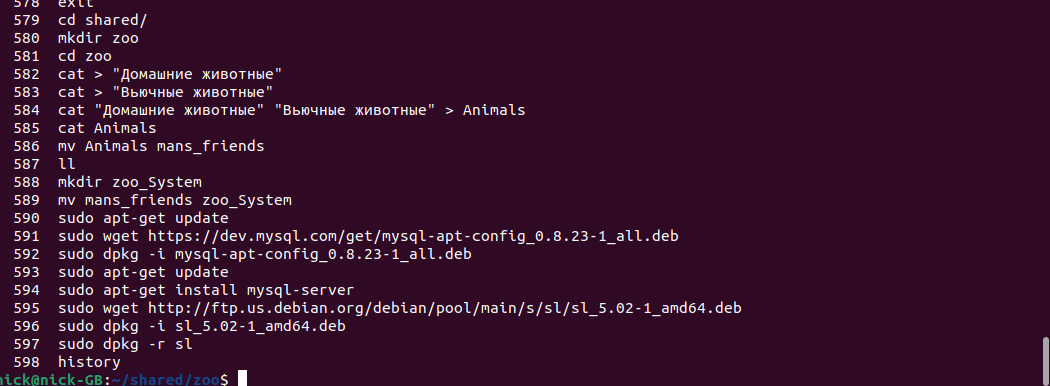 578 exit
579 cd shared/
580 mkdir zoo
581 cd zoo
582 cat > "Домашние животные"
583 cat > "Вьючные животные"
584 cat "Домашние животные" "Вьючные животные" > Animals
585 cat Animals
586 mv Animals mans_friends
587 ll
588 mkdir zoo_System
589 mv mans_friends zoo_System
590 sudo apt-get update
591 sudo wget https://dev.mysql.com/get/mysql-apt-config_0.8.23-1_all.deb
592 sudo dpkg -i mysql-apt-config_0.8.23-1_all.deb
593 sudo apt-get update
594 sudo apt-get install mysql-server
595 sudo wget http://ftp.us.debian.org/debian/pool/main/s/sl/sl_5.02-1_amd64.deb
596 sudo dpkg -i sl_5.02-1_amd64.deb
597 sudo dpkg -r sl
598 history
nick@nick-GB:~/shared/zoo$